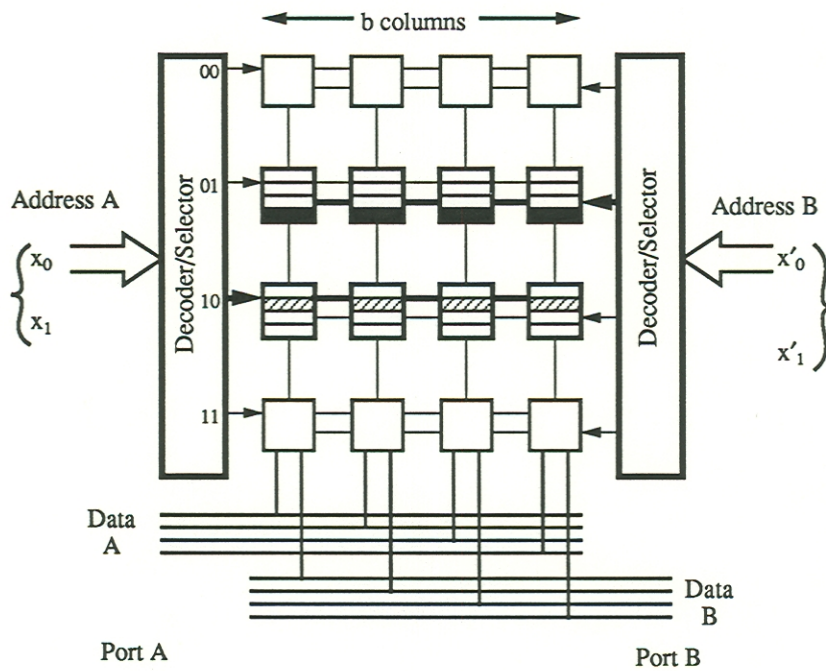 b columns
00
01
10
11
Decoder/Selector
Decoder/Selector
Address A
x₀
x₁
Address B
x′₀
x′₁
Data
A
Data
B
Port A
Port B